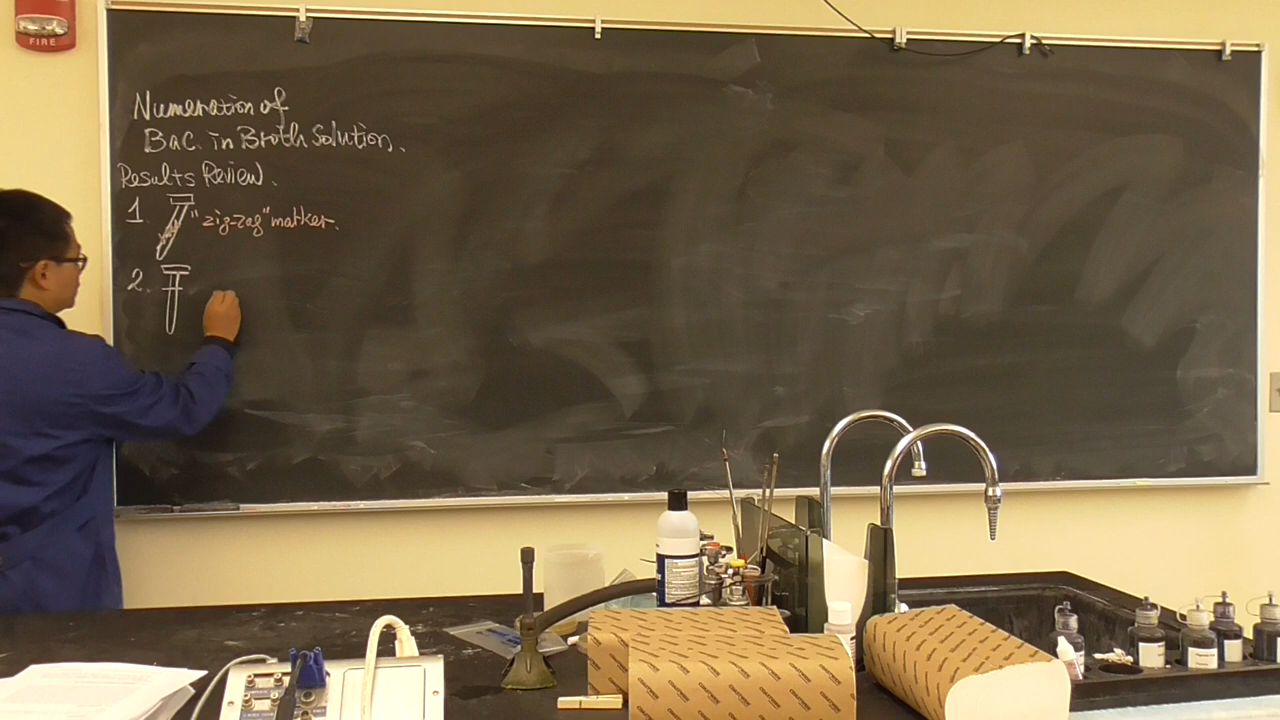 FIRE
Numeration of
Bac. in Broth Solution.
Results Review.
1. "zig-zag" marker.
2.